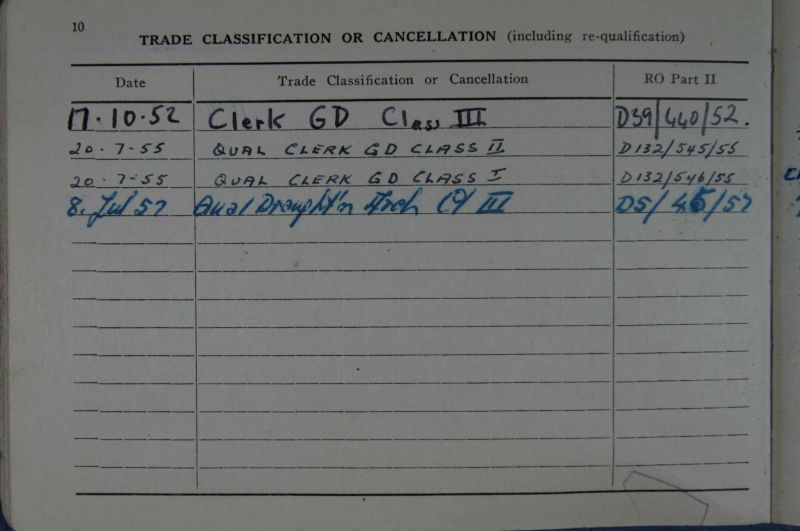 10
TRADE CLASSIFICATION OR CANCELLATION (including re-qualification)
Date Trade Classification or Cancellation RO Part II
17.10.52 Clerk GD Class III D39/440/52.
20.7-55 QUAL CLERK GD CLASS II D132/545/55
20.7-55 QUAL CLERK GD CLASS I D132/546/55
8. Jul 57 Qual Draught'n Arch Cl III D5/45/57